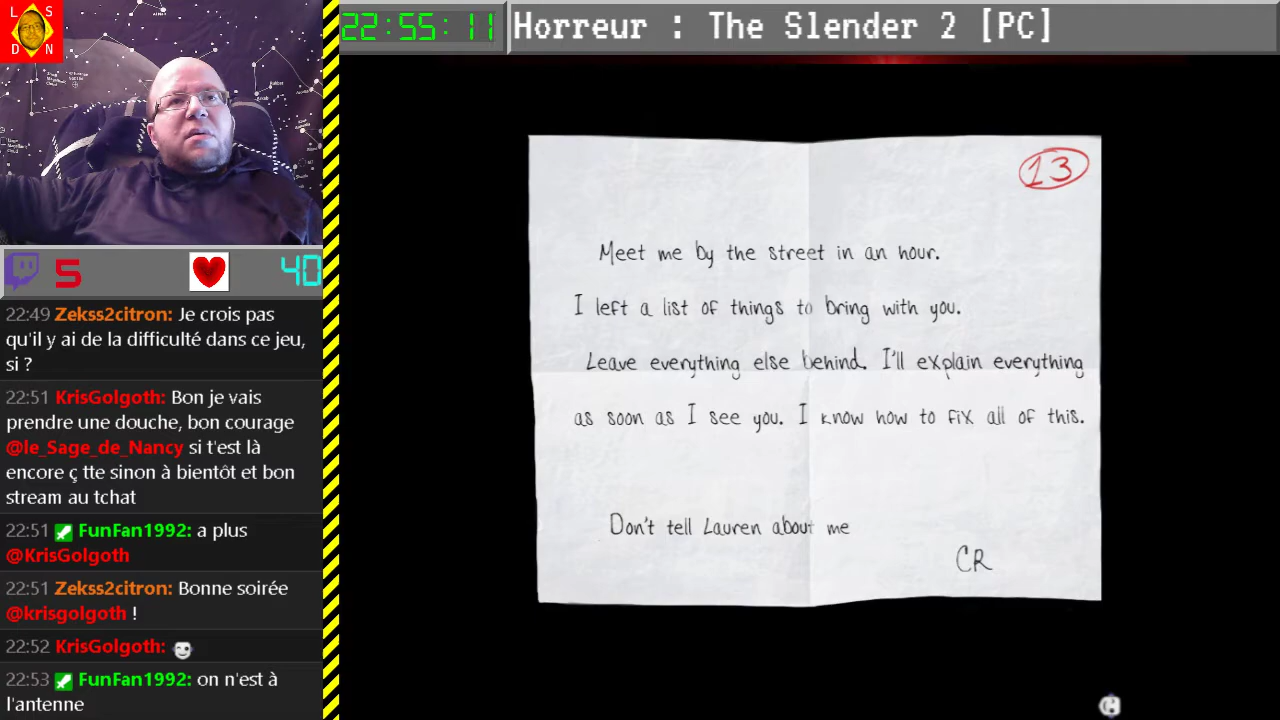 L S
D N
22:55:11
Horreur : The Slender 2 [PC]
13
Meet me by the street in an hour.
I left a list of things to bring with you.
Leave everything else behind. I'll explain everything
as soon as I see you. I know how to fix all of this.
Don't tell Lauren about me
CR
5
40
22:49 Zekss2citron: Je crois pas
qu'il y ai de la difficulté dans ce jeu,
si ?
22:51 KrisGolgoth: Bon je vais
prendre une douche, bon courage
@le_Sage_de_Nancy si t'est là
encore ç tte sinon à bientôt et bon
stream au tchat
22:51 FunFan1992: a plus
@KrisGolgoth
22:51 Zekss2citron: Bonne soirée
@krisgolgoth !
22:52 KrisGolgoth:
22:53 FunFan1992: on n'est à
l'antenne